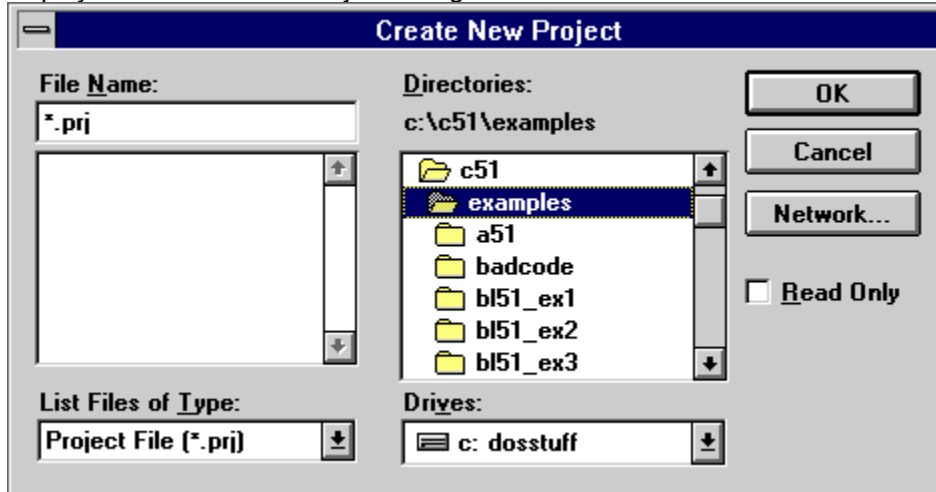 Create New Project
File Name:
*.prj
List Files of Type:
Project File (*.prj)
Directories:
c:\c51\examples
c51
examples
a51
badcode
bl51_ex1
bl51_ex2
bl51_ex3
Drives:
c: dosstuff
OK
Cancel
Network...
Read Only